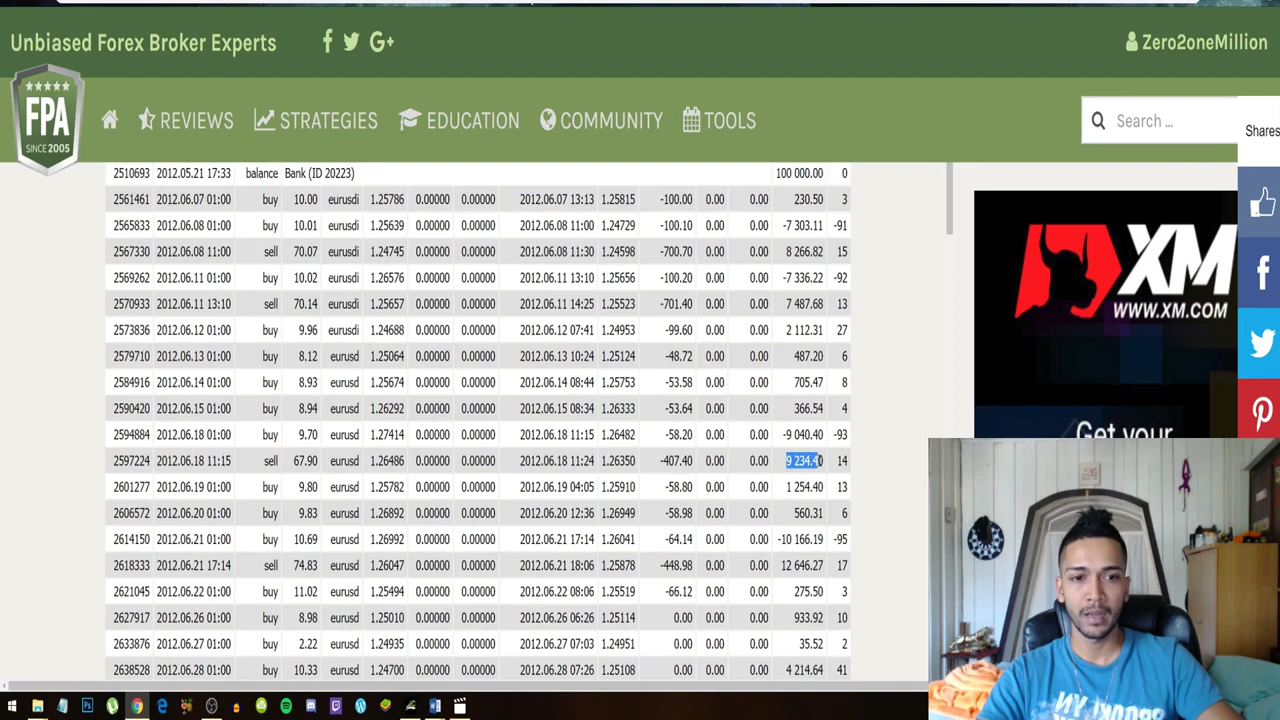 Unbiased Forex Broker Experts
Zero2oneMillion
FPA
SINCE 2005
REVIEWS STRATEGIES EDUCATION COMMUNITY TOOLS
Search ...
Shares
2510693 2012.05.21 17:33 balance Bank (ID 20223) 100 000.00 0
2561461 2012.06.07 01:00 buy 10.00 eurusdi 1.25786 0.00000 0.00000 2012.06.07 13:13 1.25815 -100.00 0.00 0.00 230.50 3
2565833 2012.06.08 01:00 buy 10.01 eurusdi 1.25639 0.00000 0.00000 2012.06.08 11:00 1.24729 -100.10 0.00 0.00 -7 303.11 -91
2567330 2012.06.08 11:00 sell 70.07 eurusdi 1.24745 0.00000 0.00000 2012.06.08 11:30 1.24598 -700.70 0.00 0.00 8 266.82 15
2569262 2012.06.11 01:00 buy 10.02 eurusdi 1.26576 0.00000 0.00000 2012.06.11 13:10 1.25656 -100.20 0.00 0.00 -7 336.22 -92
2570933 2012.06.11 13:10 sell 70.14 eurusdi 1.25657 0.00000 0.00000 2012.06.11 14:25 1.25523 -701.40 0.00 0.00 7 487.68 13
2573836 2012.06.12 01:00 buy 9.96 eurusdi 1.24688 0.00000 0.00000 2012.06.12 07:41 1.24953 -99.60 0.00 0.00 2 112.31 27
2579710 2012.06.13 01:00 buy 8.12 eurusd 1.25064 0.00000 0.00000 2012.06.13 10:24 1.25124 -48.72 0.00 0.00 487.20 6
2584916 2012.06.14 01:00 buy 8.93 eurusd 1.25674 0.00000 0.00000 2012.06.14 08:44 1.25753 -53.58 0.00 0.00 705.47 8
2590420 2012.06.15 01:00 buy 8.94 eurusd 1.26292 0.00000 0.00000 2012.06.15 08:34 1.26333 -53.64 0.00 0.00 366.54 4
2594884 2012.06.18 01:00 buy 9.70 eurusd 1.27414 0.00000 0.00000 2012.06.18 11:15 1.26482 -58.20 0.00 0.00 -9 040.40 -93
2597224 2012.06.18 11:15 sell 67.90 eurusd 1.26486 0.00000 0.00000 2012.06.18 11:24 1.26350 -407.40 0.00 0.00 9 234.40 14
2601277 2012.06.19 01:00 buy 9.80 eurusd 1.25782 0.00000 0.00000 2012.06.19 04:05 1.25910 -58.80 0.00 0.00 1 254.40 13
2606572 2012.06.20 01:00 buy 9.83 eurusd 1.26892 0.00000 0.00000 2012.06.20 12:36 1.26949 -58.98 0.00 0.00 560.31 6
2614150 2012.06.21 01:00 buy 10.69 eurusd 1.26992 0.00000 0.00000 2012.06.21 17:14 1.26041 -64.14 0.00 0.00 -10 166.19 -95
2618333 2012.06.21 17:14 sell 74.83 eurusd 1.26047 0.00000 0.00000 2012.06.21 18:06 1.25878 -448.98 0.00 0.00 12 646.27 17
2621045 2012.06.22 01:00 buy 11.02 eurusd 1.25494 0.00000 0.00000 2012.06.22 08:06 1.25519 -66.12 0.00 0.00 275.50 3
2627917 2012.06.26 01:00 buy 8.98 eurusd 1.25010 0.00000 0.00000 2012.06.26 06:26 1.25114 0.00 0.00 0.00 933.92 10
2633876 2012.06.27 01:00 buy 2.22 eurusd 1.24935 0.00000 0.00000 2012.06.27 07:03 1.24951 0.00 0.00 0.00 35.52 2
2638528 2012.06.28 01:00 buy 10.33 eurusd 1.24700 0.00000 0.00000 2012.06.28 07:26 1.25108 0.00 0.00 0.00 4 214.64 41
XM
WWW.XM.COM
Get your